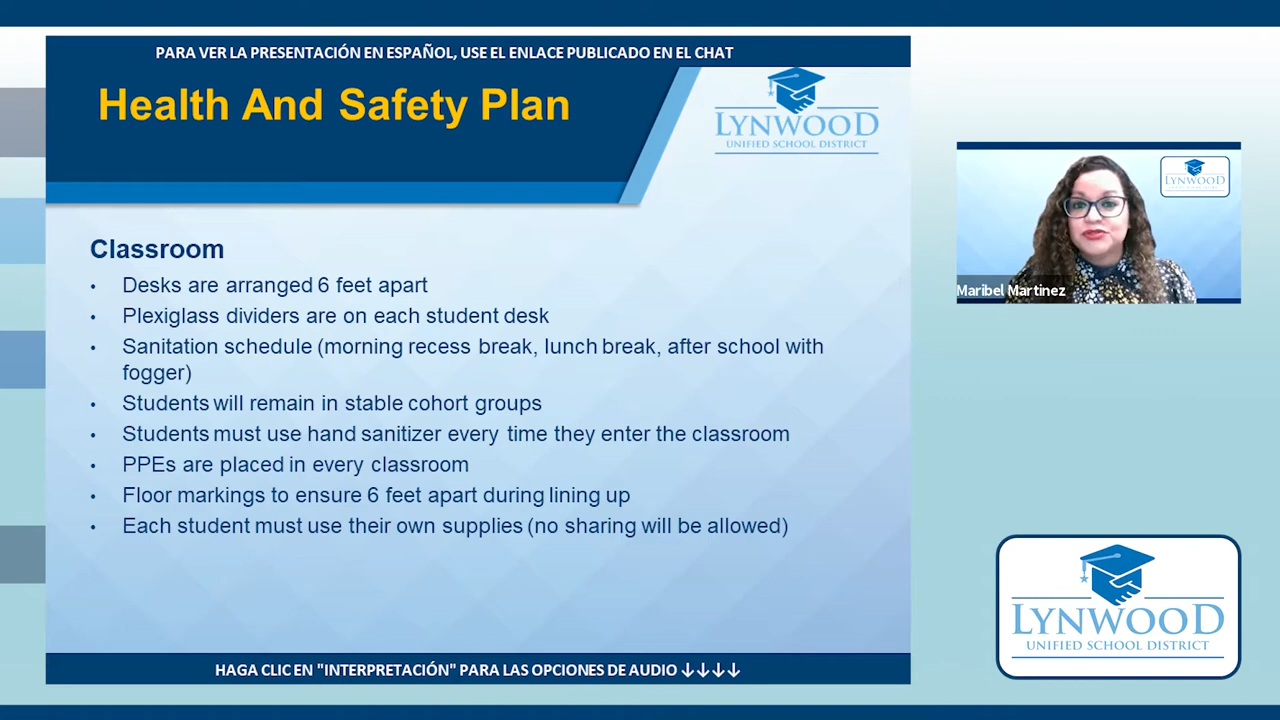 PARA VER LA PRESENTACIÓN EN ESPAÑOL, USE EL ENLACE PUBLICADO EN EL CHAT
Health And Safety Plan
LYNWOOD
UNIFIED SCHOOL DISTRICT
Classroom
• Desks are arranged 6 feet apart
• Plexiglass dividers are on each student desk
• Sanitation schedule (morning recess break, lunch break, after school with
fogger)
• Students will remain in stable cohort groups
• Students must use hand sanitizer every time they enter the classroom
• PPEs are placed in every classroom
• Floor markings to ensure 6 feet apart during lining up
• Each student must use their own supplies (no sharing will be allowed)
HAGA CLIC EN "INTERPRETACIÓN" PARA LAS OPCIONES DE AUDIO ↓↓↓↓
LYNWOOD
Maribel Martinez
LYNWOOD
UNIFIED SCHOOL DISTRICT